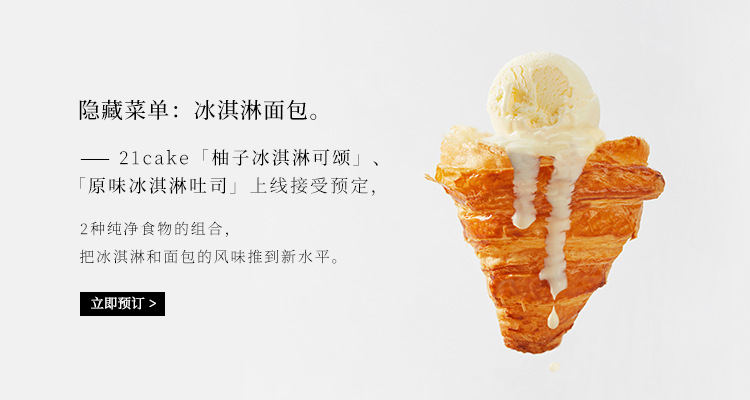 隐藏菜单：冰淇淋面包。
—— 21cake「柚子冰淇淋可颂」、
「原味冰淇淋吐司」上线接受预定，
2种纯净食物的组合，
把冰淇淋和面包的风味推到新水平。
立即预订 >